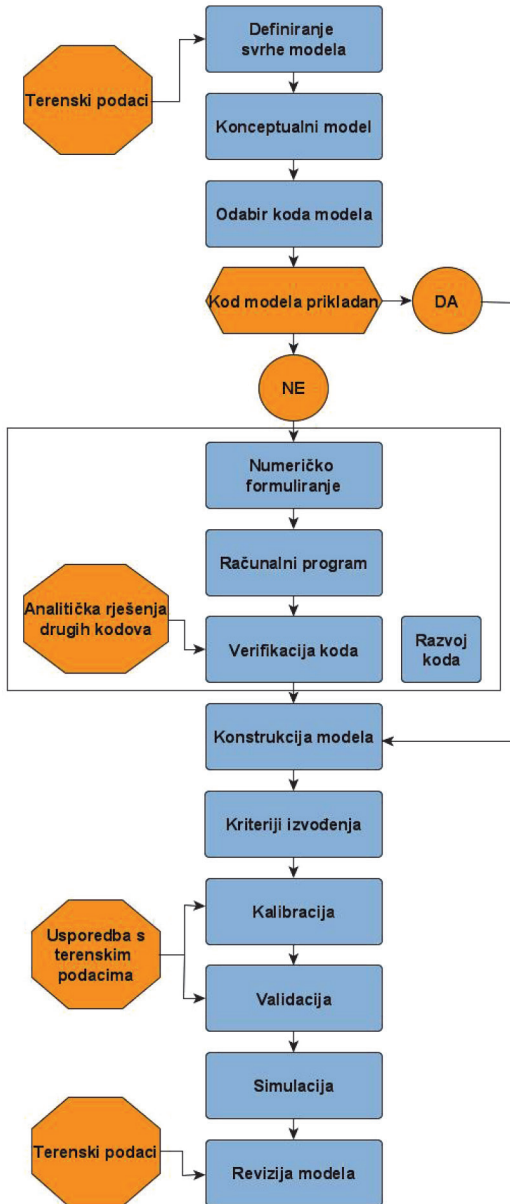 Definiranje
svrhe modela
Terenski podaci
Konceptualni model
Odabir koda modela
Kod modela prikladan
DA
NE
Numeričko
formuliranje
Računalni program
Analitička rješenja
drugih kodova
Verifikacija koda
Razvoj
koda
Konstrukcija modela
Kriteriji izvođenja
Kalibracija
Usporedba s
terenskim
podacima
Validacija
Simulacija
Terenski podaci
Revizija modela